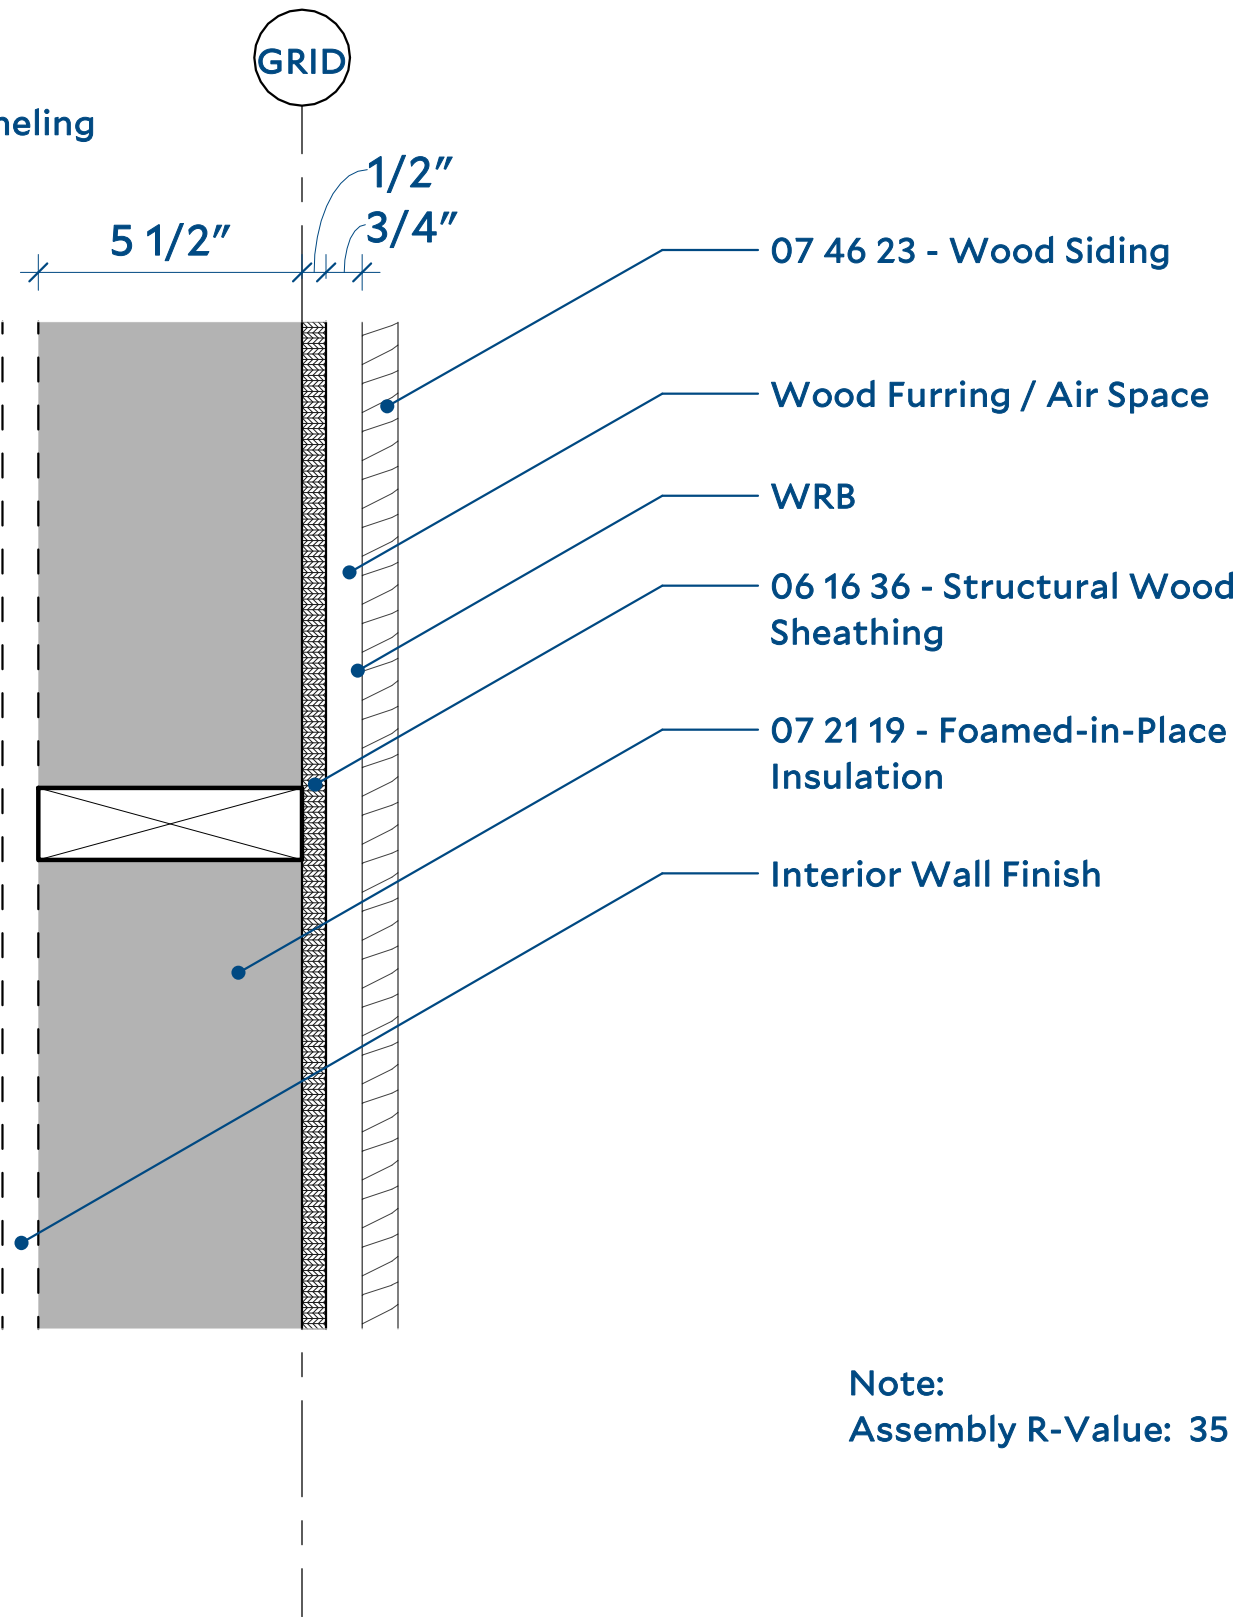 GRID
neling
1/2"
3/4"
5 1/2"
07 46 23 - Wood Siding
Wood Furring / Air Space
WRB
06 16 36 - Structural Wood
Sheathing
07 21 19 - Foamed-in-Place
Insulation
Interior Wall Finish
Note:
Assembly R-Value: 35